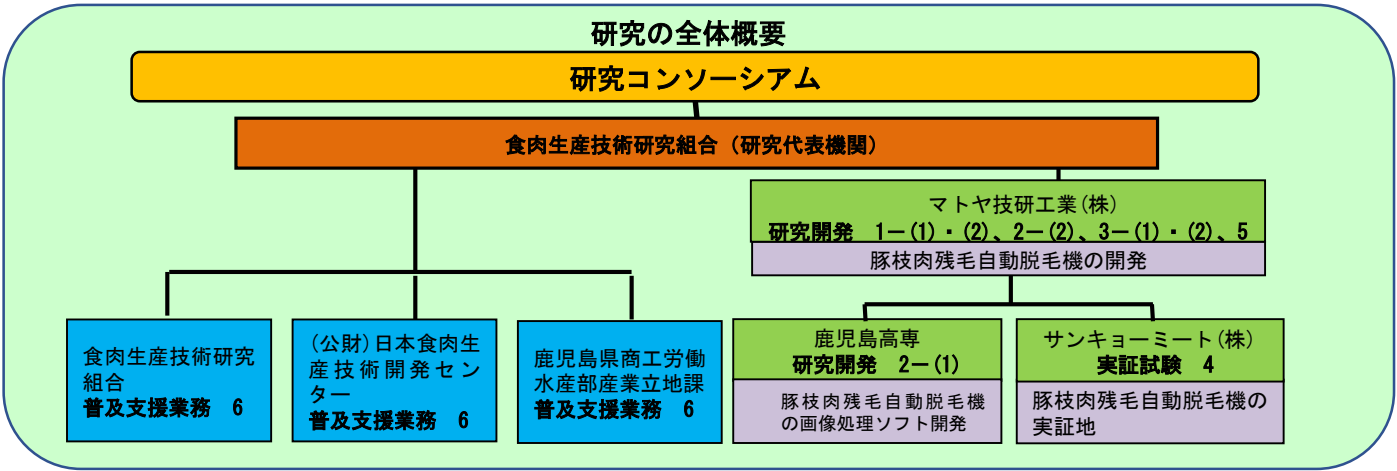 研究の全体概要
研究コンソーシアム
食肉生産技術研究組合（研究代表機関）
マトヤ技研工業(株)
研究開発　1－(1)・(2)、2－(2)、3－(1)・(2)、5
豚枝肉残毛自動脱毛機の開発
食肉生産技術研究
組合
普及支援業務　6
(公財)日本食肉生
産技術開発セン
ター
普及支援業務　6
鹿児島県商工労働
水産部産業立地課
普及支援業務　6
鹿児島高専
研究開発　2－(1)
豚枝肉残毛自動脱毛機
の画像処理ソフト開発
サンキョーミート(株)
実証試験　4
豚枝肉残毛自動脱毛機の
実証地